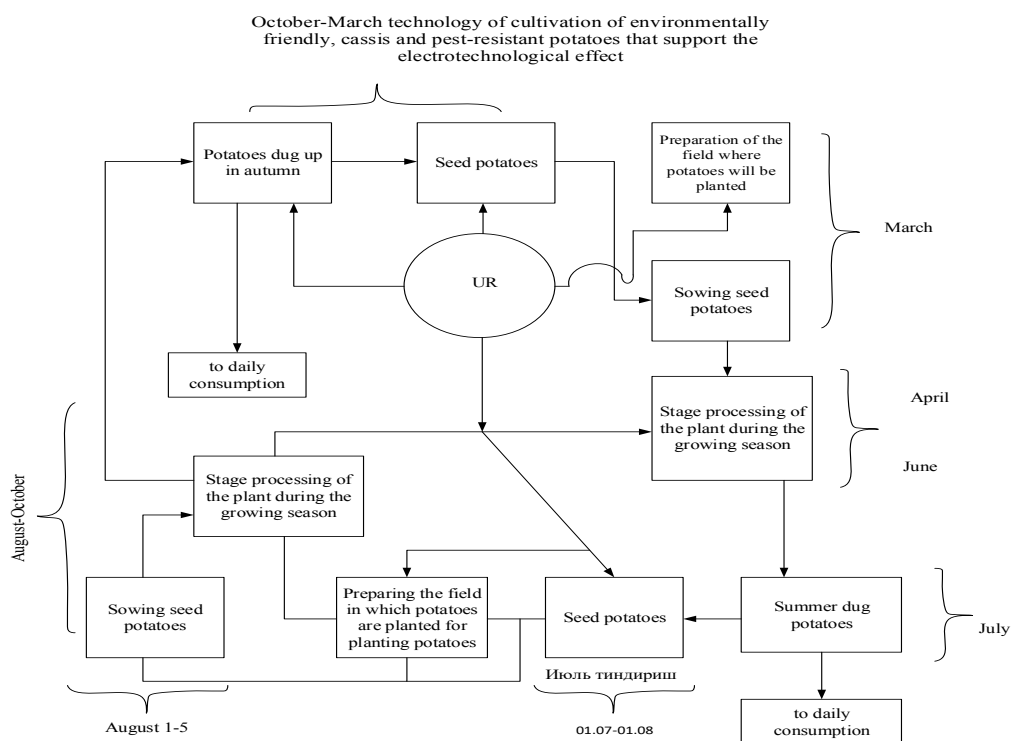 October-March technology of cultivation of environmentally
friendly, cassis and pest-resistant potatoes that support the
electrotechnological effect
Potatoes dug up
in autumn
Seed potatoes
Preparation of the
field where
potatoes will be
planted
March
UR
Sowing seed
potatoes
to daily
consumption
Stage processing of
the plant during the
growing season
April
June
August-October
Stage processing of
the plant during the
growing season
Sowing seed
potatoes
Preparing the field
in which potatoes
are planted for
planting potatoes
Seed potatoes
Summer dug
potatoes
July
Июль тиндириш
August 1-5
01.07-01.08
to daily
consumption